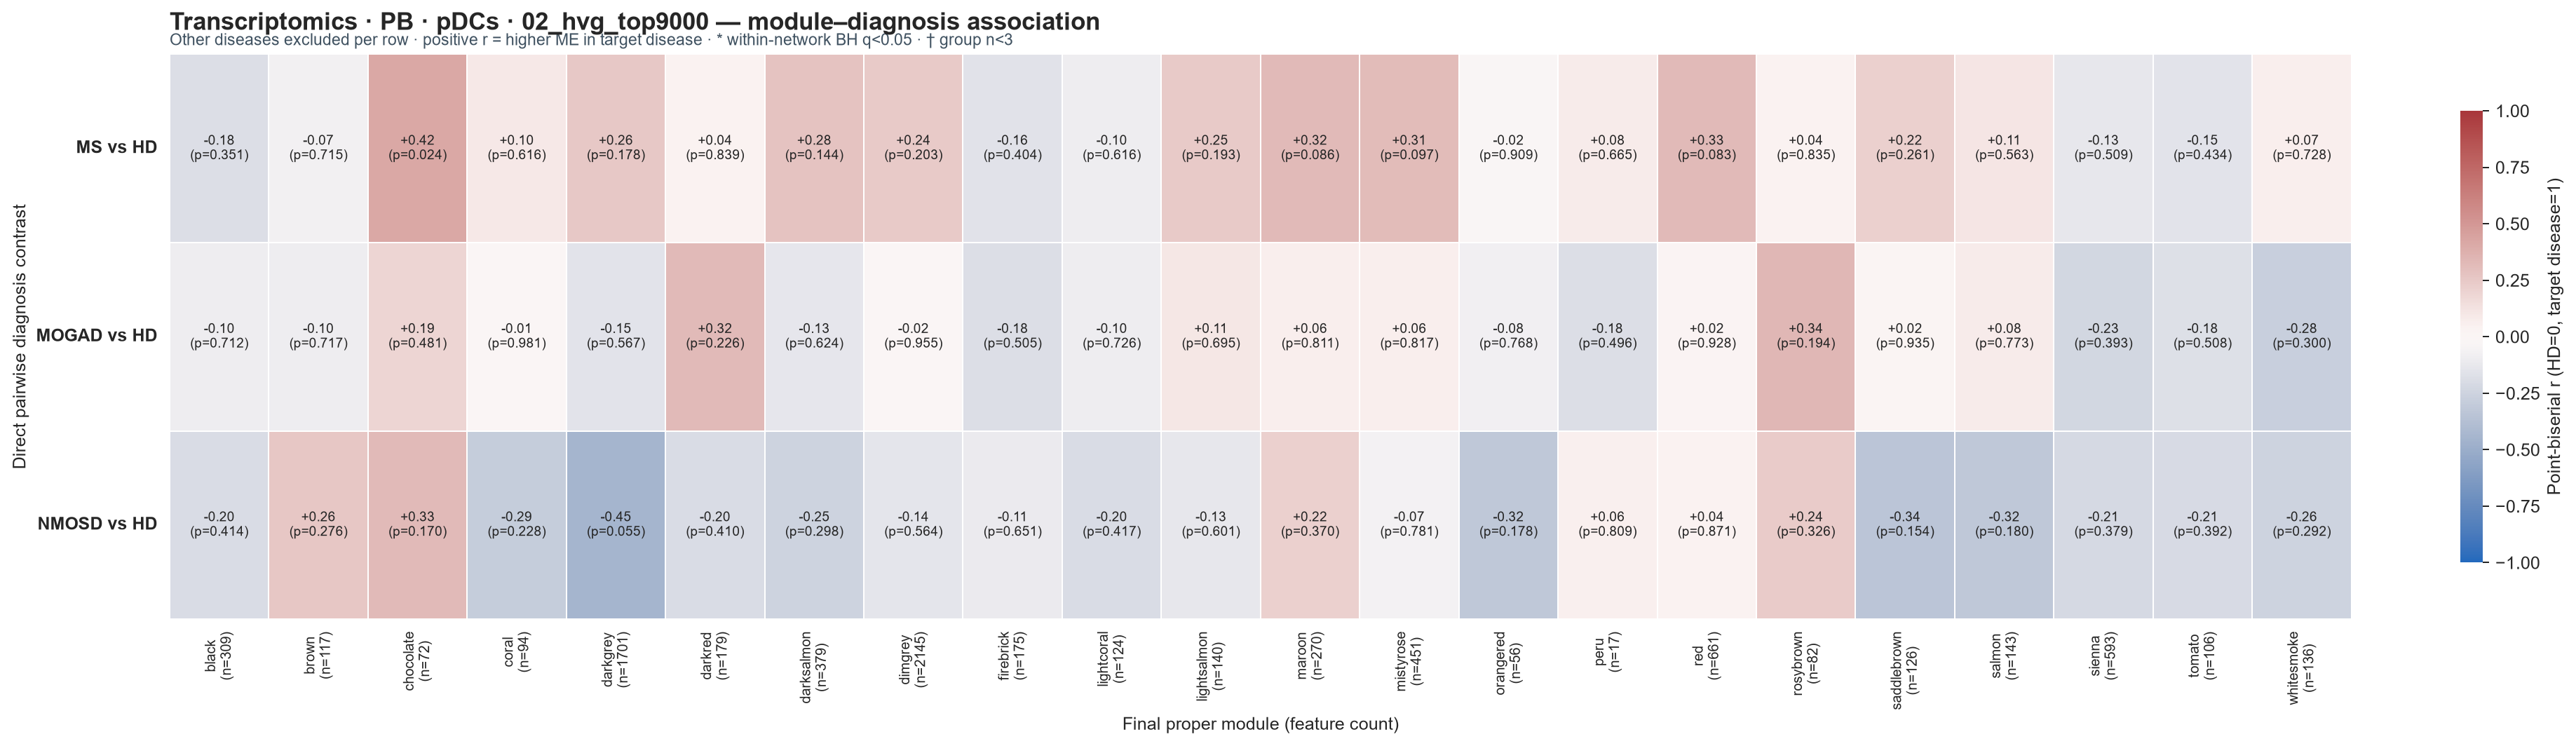 Transcriptomics · PB · pDCs · 02_hvg_top9000 — module–diagnosis association
Other diseases excluded per row · positive r = higher ME in target disease · * within-network BH q<0.05 · † group n<3
Direct pairwise diagnosis contrast
MS vs HD
-0.18 -0.07 +0.42 +0.10 +0.26 +0.04 +0.28 +0.24 -0.16 -0.10 +0.25 +0.32 +0.31 -0.02 +0.08 +0.33 +0.04 +0.22 +0.11 -0.13 -0.15 +0.07
(p=0.351) (p=0.715) (p=0.024) (p=0.616) (p=0.178) (p=0.839) (p=0.144) (p=0.203) (p=0.404) (p=0.616) (p=0.193) (p=0.086) (p=0.097) (p=0.909) (p=0.665) (p=0.083) (p=0.835) (p=0.261) (p=0.563) (p=0.509) (p=0.434) (p=0.728)
MOGAD vs HD
-0.10 -0.10 +0.19 -0.01 -0.15 +0.32 -0.13 -0.02 -0.18 -0.10 +0.11 +0.06 +0.06 -0.08 -0.18 +0.02 +0.34 +0.02 +0.08 -0.23 -0.18 -0.28
(p=0.712) (p=0.717) (p=0.481) (p=0.981) (p=0.567) (p=0.226) (p=0.624) (p=0.955) (p=0.505) (p=0.726) (p=0.695) (p=0.811) (p=0.817) (p=0.768) (p=0.496) (p=0.928) (p=0.194) (p=0.935) (p=0.773) (p=0.393) (p=0.508) (p=0.300)
NMOSD vs HD
-0.20 +0.26 +0.33 -0.29 -0.45 -0.20 -0.25 -0.14 -0.11 -0.20 -0.13 +0.22 -0.07 -0.32 +0.06 +0.04 +0.24 -0.34 -0.32 -0.21 -0.21 -0.26
(p=0.414) (p=0.276) (p=0.170) (p=0.228) (p=0.055) (p=0.410) (p=0.298) (p=0.564) (p=0.651) (p=0.417) (p=0.601) (p=0.370) (p=0.781) (p=0.178) (p=0.809) (p=0.871) (p=0.326) (p=0.154) (p=0.180) (p=0.379) (p=0.392) (p=0.292)
black
(n=309)
brown
(n=117)
chocolate
(n=72)
coral
(n=94)
darkgrey
(n=1701)
darkred
(n=179)
darksalmon
(n=379)
dimgrey
(n=2145)
firebrick
(n=175)
lightcoral
(n=124)
lightsalmon
(n=140)
maroon
(n=270)
mistyrose
(n=451)
orangered
(n=56)
peru
(n=17)
red
(n=661)
rosybrown
(n=82)
saddlebrown
(n=126)
salmon
(n=143)
sienna
(n=593)
tomato
(n=106)
whitesmoke
(n=136)
Final proper module (feature count)
1.00
0.75
0.50
0.25
0.00
−0.25
−0.50
−0.75
−1.00
Point-biserial r (HD=0, target disease=1)